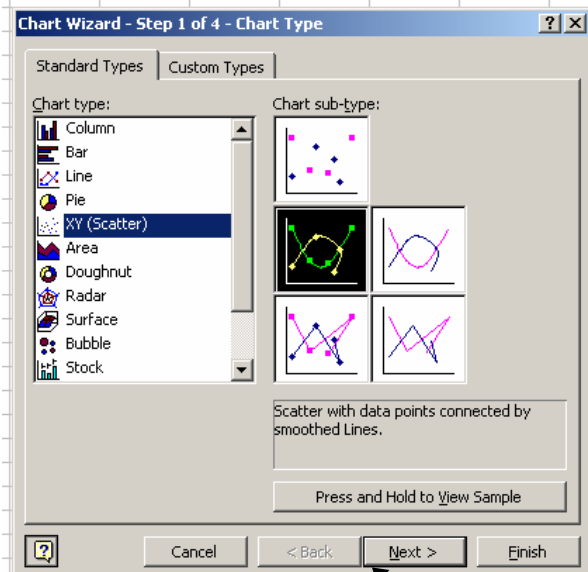 Chart Wizard - Step 1 of 4 - Chart Type ? ×
Standard Types Custom Types
Chart type:
Column
Bar
Line
Pie
XY (Scatter)
Area
Doughnut
Radar
Surface
Bubble
Stock
Chart sub-type:
Scatter with data points connected by
smoothed Lines.
Press and Hold to View Sample
? Cancel < Back Next > Finish